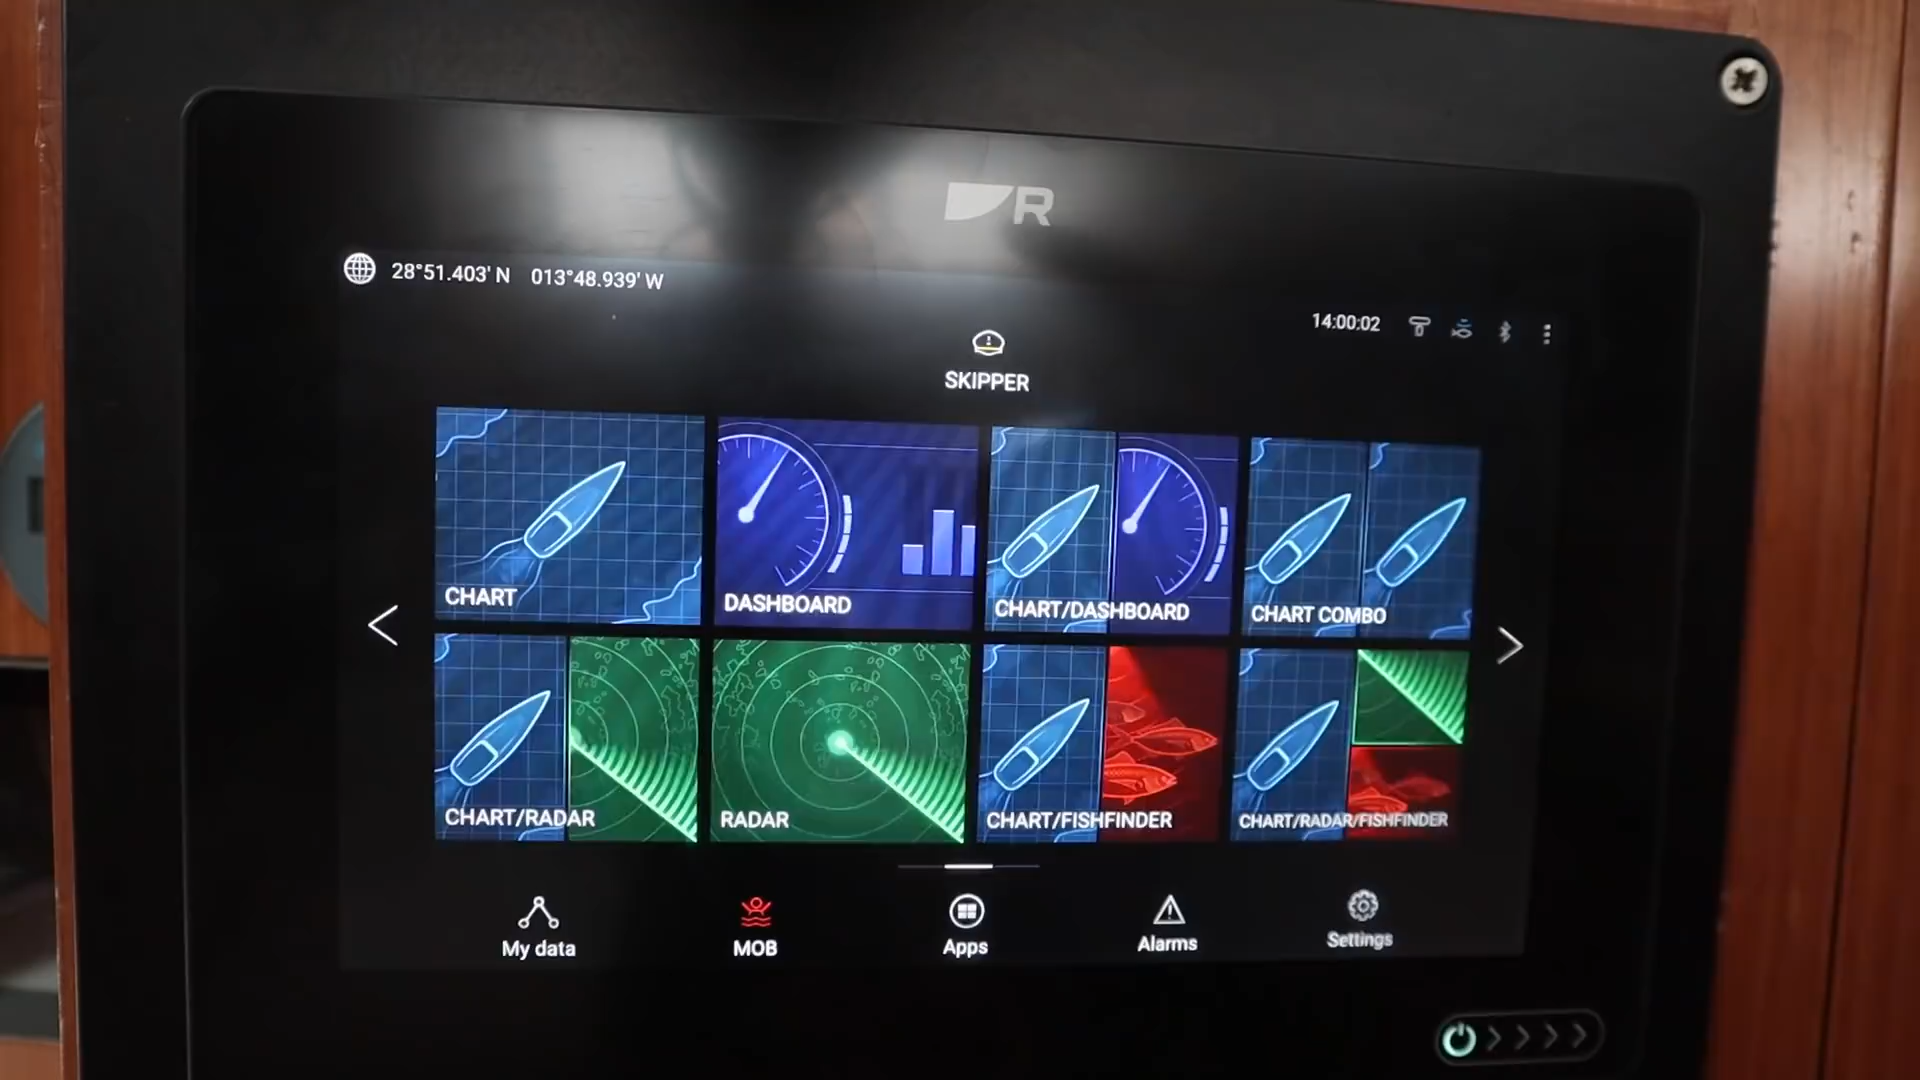 R
28°51.403' N 013°48.939' W
14:00:02
SKIPPER
CHART
DASHBOARD
CHART/DASHBOARD
CHART COMBO
CHART/RADAR
RADAR
CHART/FISHFINDER
CHART/RADAR/FISHFINDER
My data
MOB
Apps
Alarms
Settings